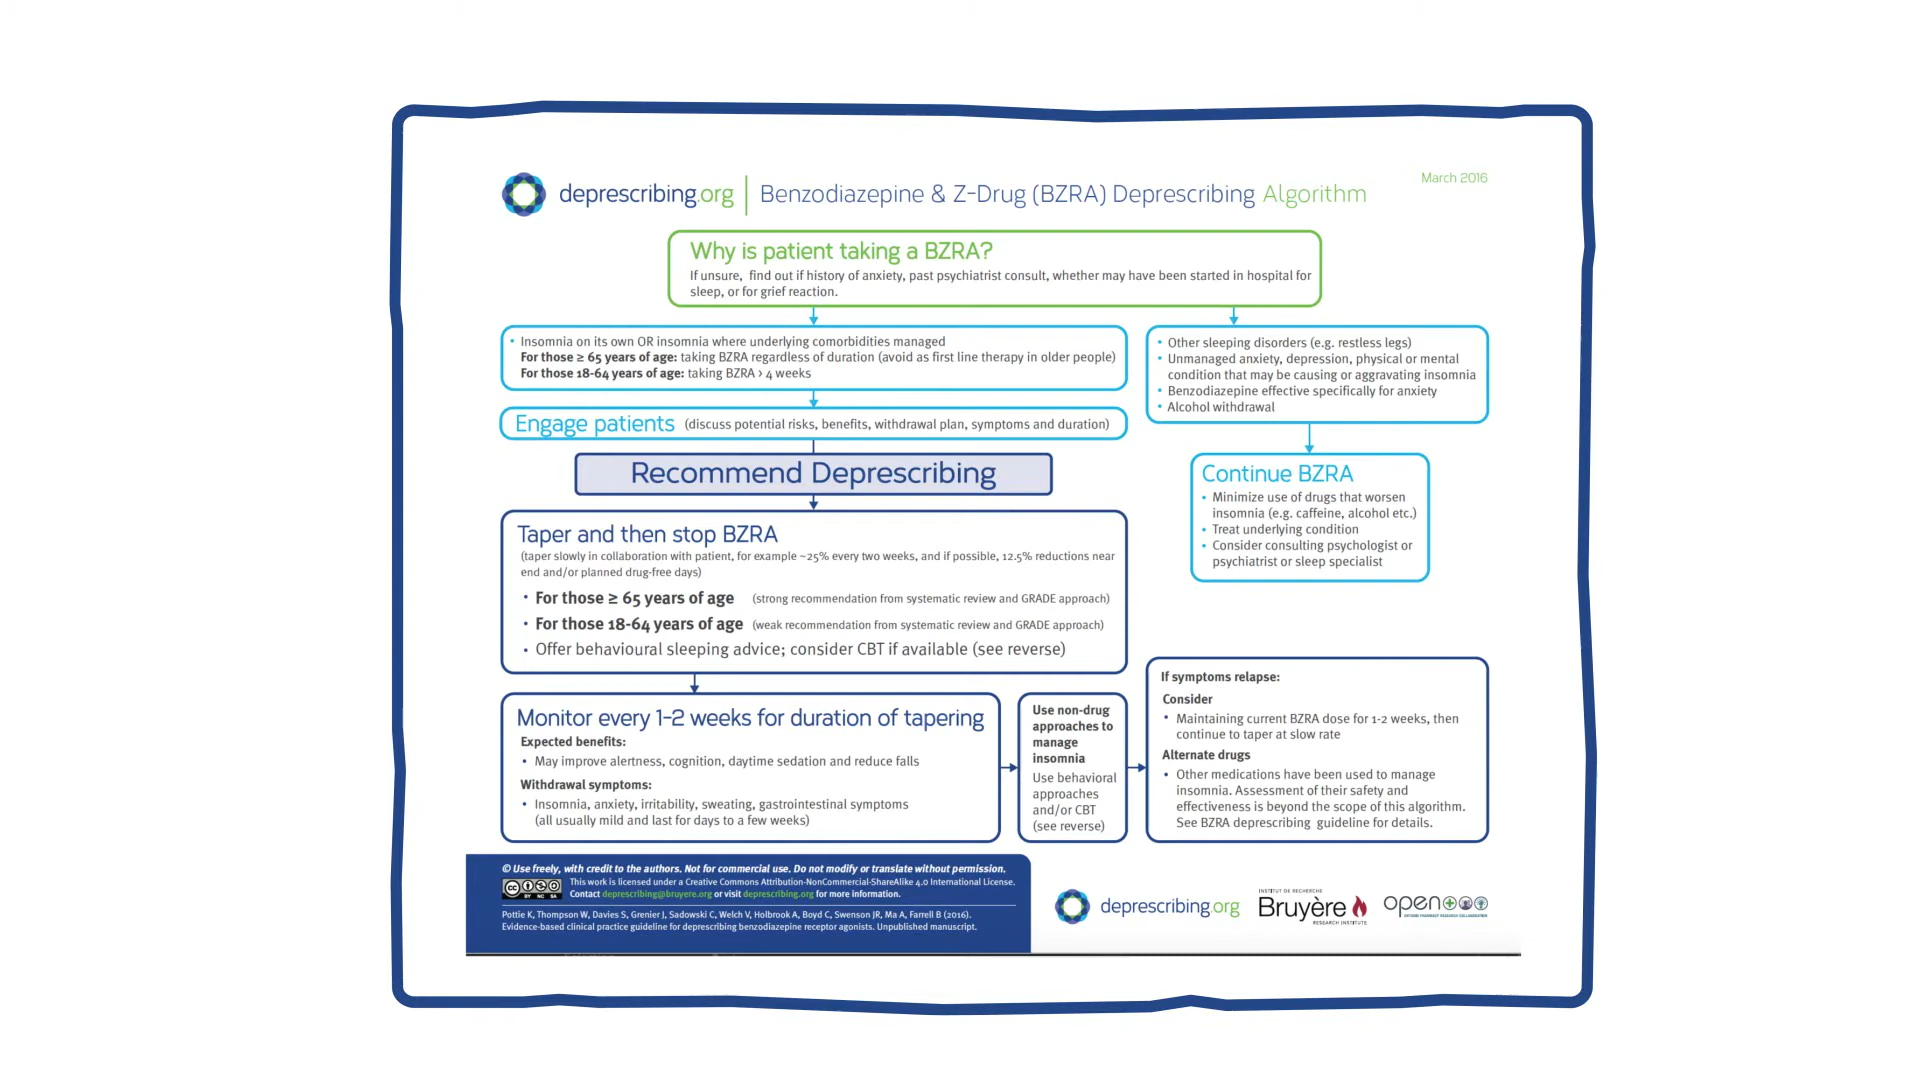 deprescribing.org | Benzodiazepine & Z-Drug (BZRA) Deprescribing Algorithm
March 2016
Why is patient taking a BZRA?
If unsure, find out if history of anxiety, past psychiatrist consult, whether may have been started in hospital for
sleep, or for grief reaction.
• Insomnia on its own OR insomnia where underlying comorbidities managed
For those ≥ 65 years of age: taking BZRA regardless of duration (avoid as first line therapy in older people)
For those 18-64 years of age: taking BZRA > 4 weeks
Engage patients (discuss potential risks, benefits, withdrawal plan, symptoms and duration)
Recommend Deprescribing
Taper and then stop BZRA
(taper slowly in collaboration with patient, for example ~25% every two weeks, and if possible, 12.5% reductions near
end and/or planned drug-free days)
• For those ≥ 65 years of age (strong recommendation from systematic review and GRADE approach)
• For those 18-64 years of age (weak recommendation from systematic review and GRADE approach)
• Offer behavioural sleeping advice; consider CBT if available (see reverse)
• Other sleeping disorders (e.g. restless legs)
• Unmanaged anxiety, depression, physical or mental
condition that may be causing or aggravating insomnia
• Benzodiazepine effective specifically for anxiety
• Alcohol withdrawal
Continue BZRA
• Minimize use of drugs that worsen
insomnia (e.g. caffeine, alcohol etc.)
• Treat underlying condition
• Consider consulting psychologist or
psychiatrist or sleep specialist
Monitor every 1-2 weeks for duration of tapering
Expected benefits:
• May improve alertness, cognition, daytime sedation and reduce falls
Withdrawal symptoms:
• Insomnia, anxiety, irritability, sweating, gastrointestinal symptoms
(all usually mild and last for days to a few weeks)
Use non-drug
approaches to
manage
insomnia
Use behavioral
approaches
and/or CBT
(see reverse)
If symptoms relapse:
Consider
• Maintaining current BZRA dose for 1-2 weeks, then
continue to taper at slow rate
Alternate drugs
• Other medications have been used to manage
insomnia. Assessment of their safety and
effectiveness is beyond the scope of this algorithm.
See BZRA deprescribing guideline for details.
© Use freely, with credit to the authors. Not for commercial use. Do not modify or translate without permission.
This work is licensed under a Creative Commons Attribution-NonCommercial-ShareAlike 4.0 International License.
Contact deprescribing@bruyere.org or visit deprescribing.org for more information.
cc
BY NC SA
Pottie K, Thompson W, Davies S, Grenier J, Sadowski C, Welch V, Holbrook A, Boyd C, Swenson JR, Ma A, Farrell B (2016).
Evidence-based clinical practice guideline for deprescribing benzodiazepine receptor agonists. Unpublished manuscript.
deprescribing.org
INSTITUT DE RECHERCHE
Bruyère
RESEARCH INSTITUTE
open
ONTARIO PHARMACY RESEARCH COLLABORATION